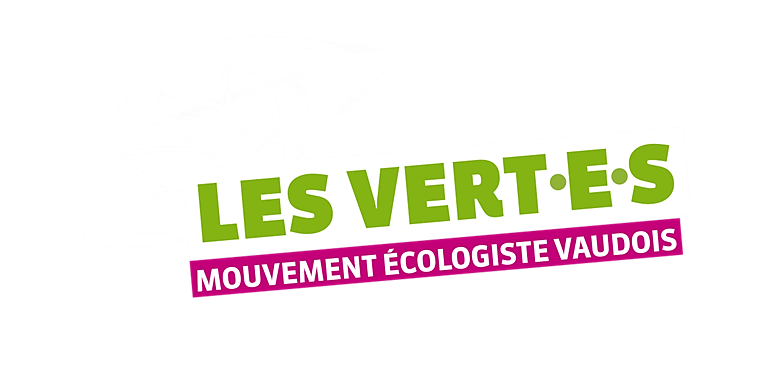 LES VERT·E·S
MOUVEMENT ÉCOLOGISTE VAUDOIS